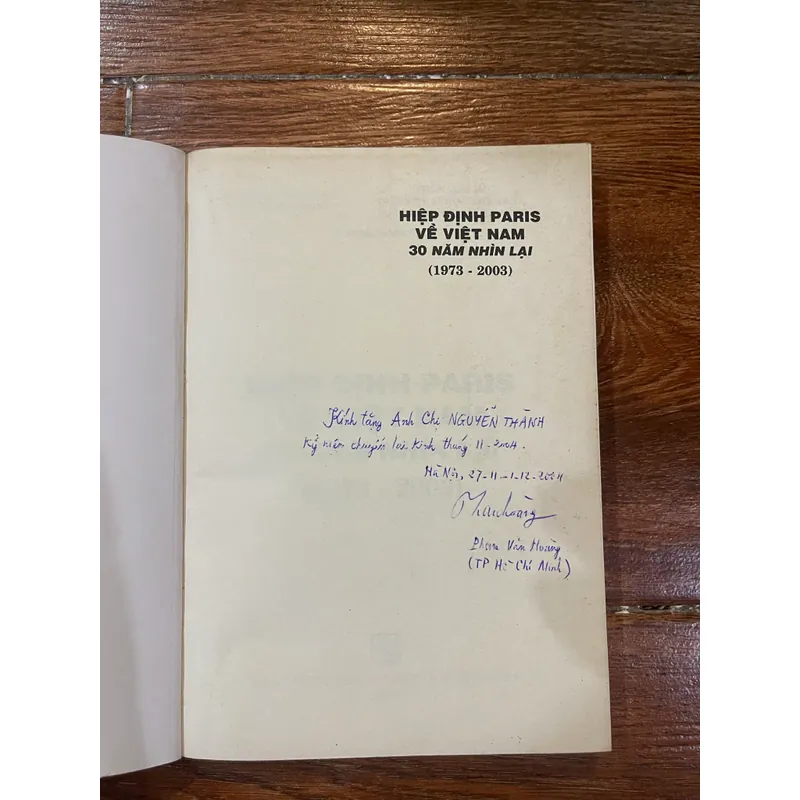 HIỆP ĐỊNH PARIS
VỀ VIỆT NAM
30 NĂM NHÌN LẠI
(1973 - 2003)
Kính tặng Anh Chị NGUYỄN THÀNH
Kỷ niệm chuyến lai kinh tháng 11-2004.
Hà Nội, 27-11-1-12-2004
Phạm Văn Hoàng
(TP Hồ Chí Minh)